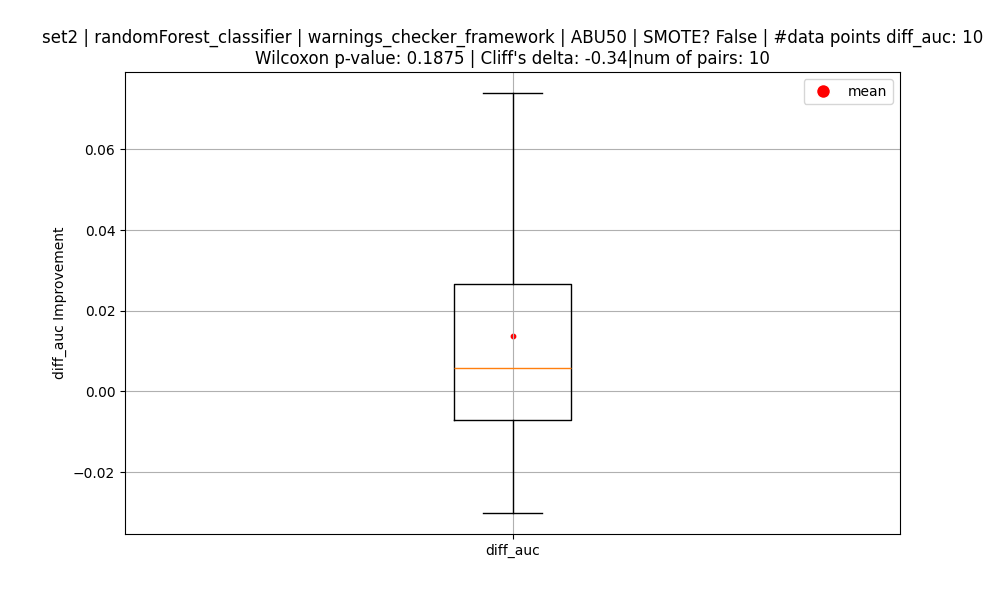 set2 | randomForest_classifier | warnings_checker_framework | ABU50 | SMOTE? False | #data points diff_auc: 10
Wilcoxon p-value: 0.1875 | Cliff's delta: -0.34|num of pairs: 10
mean
0.06
0.04
0.02
0.00
−0.02
diff_auc Improvement
diff_auc